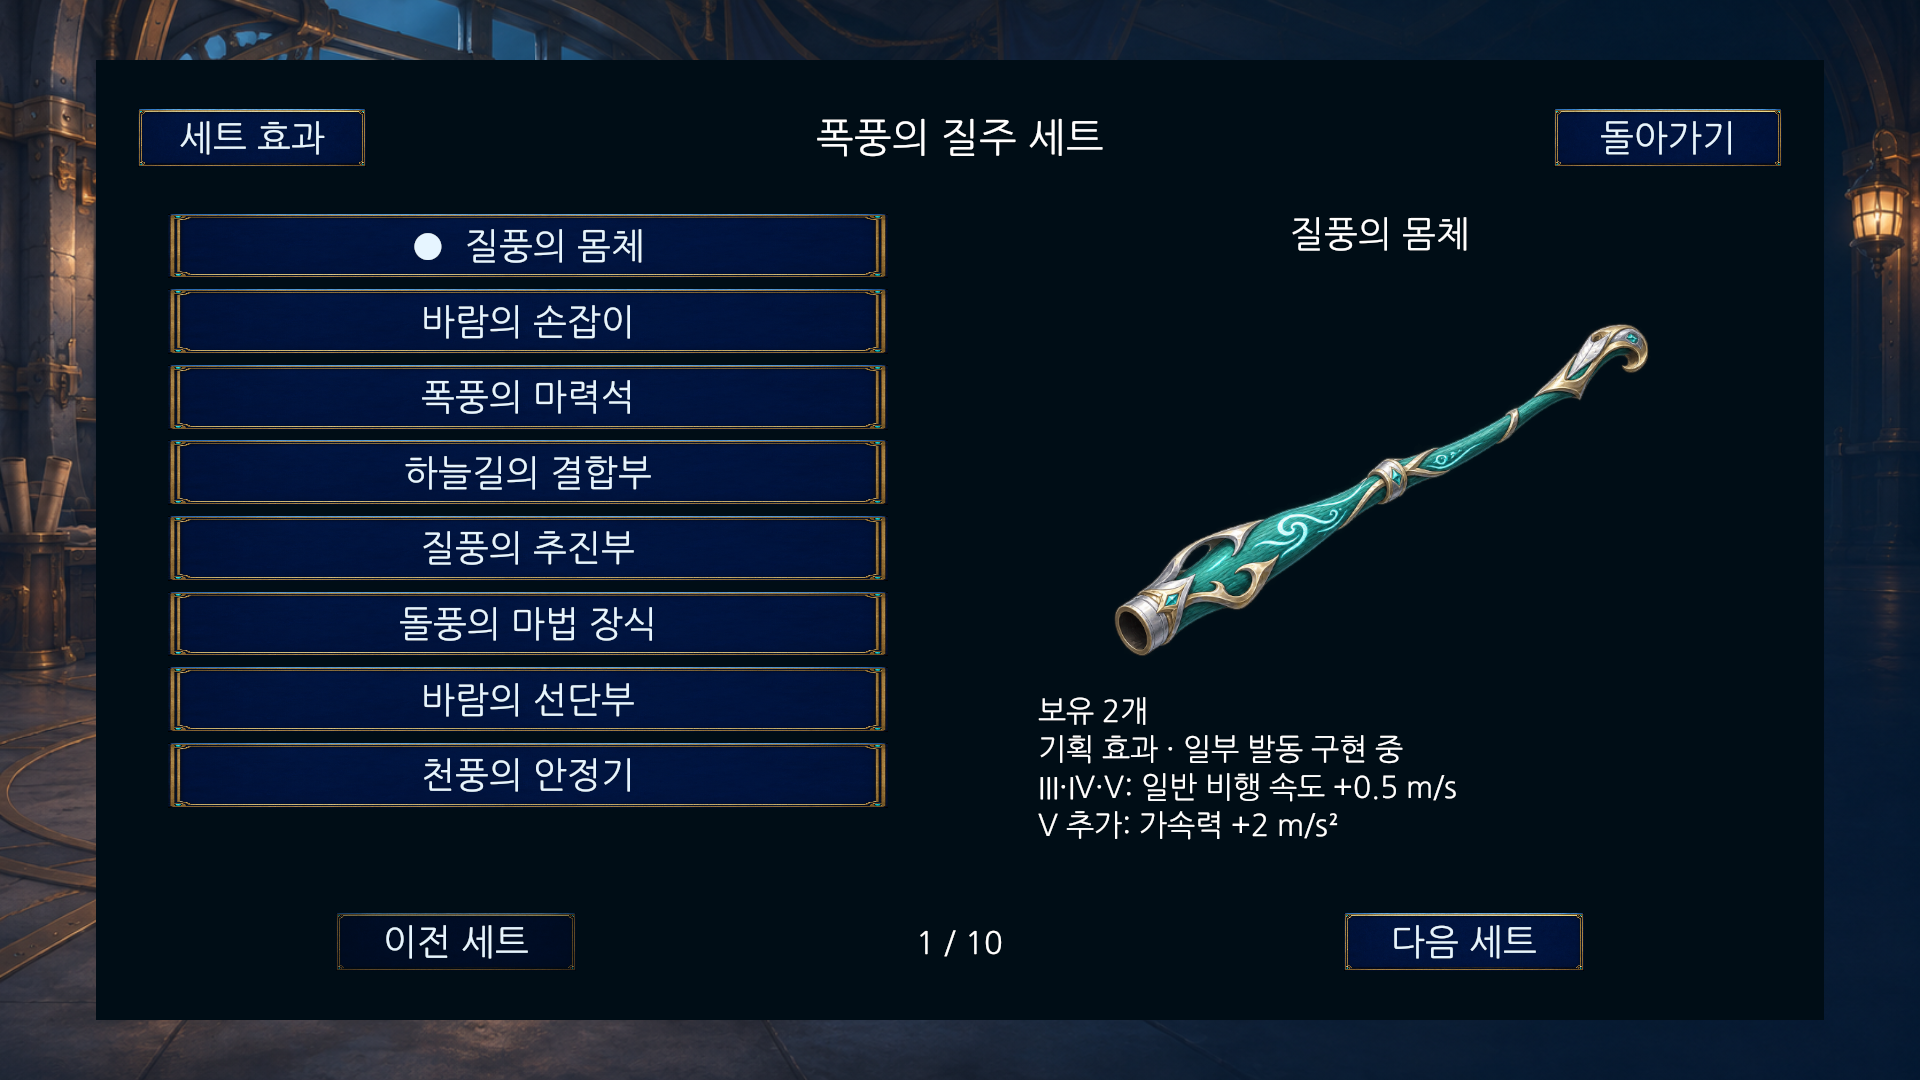 세트 효과
폭풍의 질주 세트
돌아가기
● 질풍의 몸체
바람의 손잡이
폭풍의 마력석
하늘길의 결합부
질풍의 추진부
돌풍의 마법 장식
바람의 선단부
천풍의 안정기
질풍의 몸체
보유 2개
기획 효과 · 일부 발동 구현 중
III·IV·V: 일반 비행 속도 +0.5 m/s
V 추가: 가속력 +2 m/s²
이전 세트
1 / 10
다음 세트